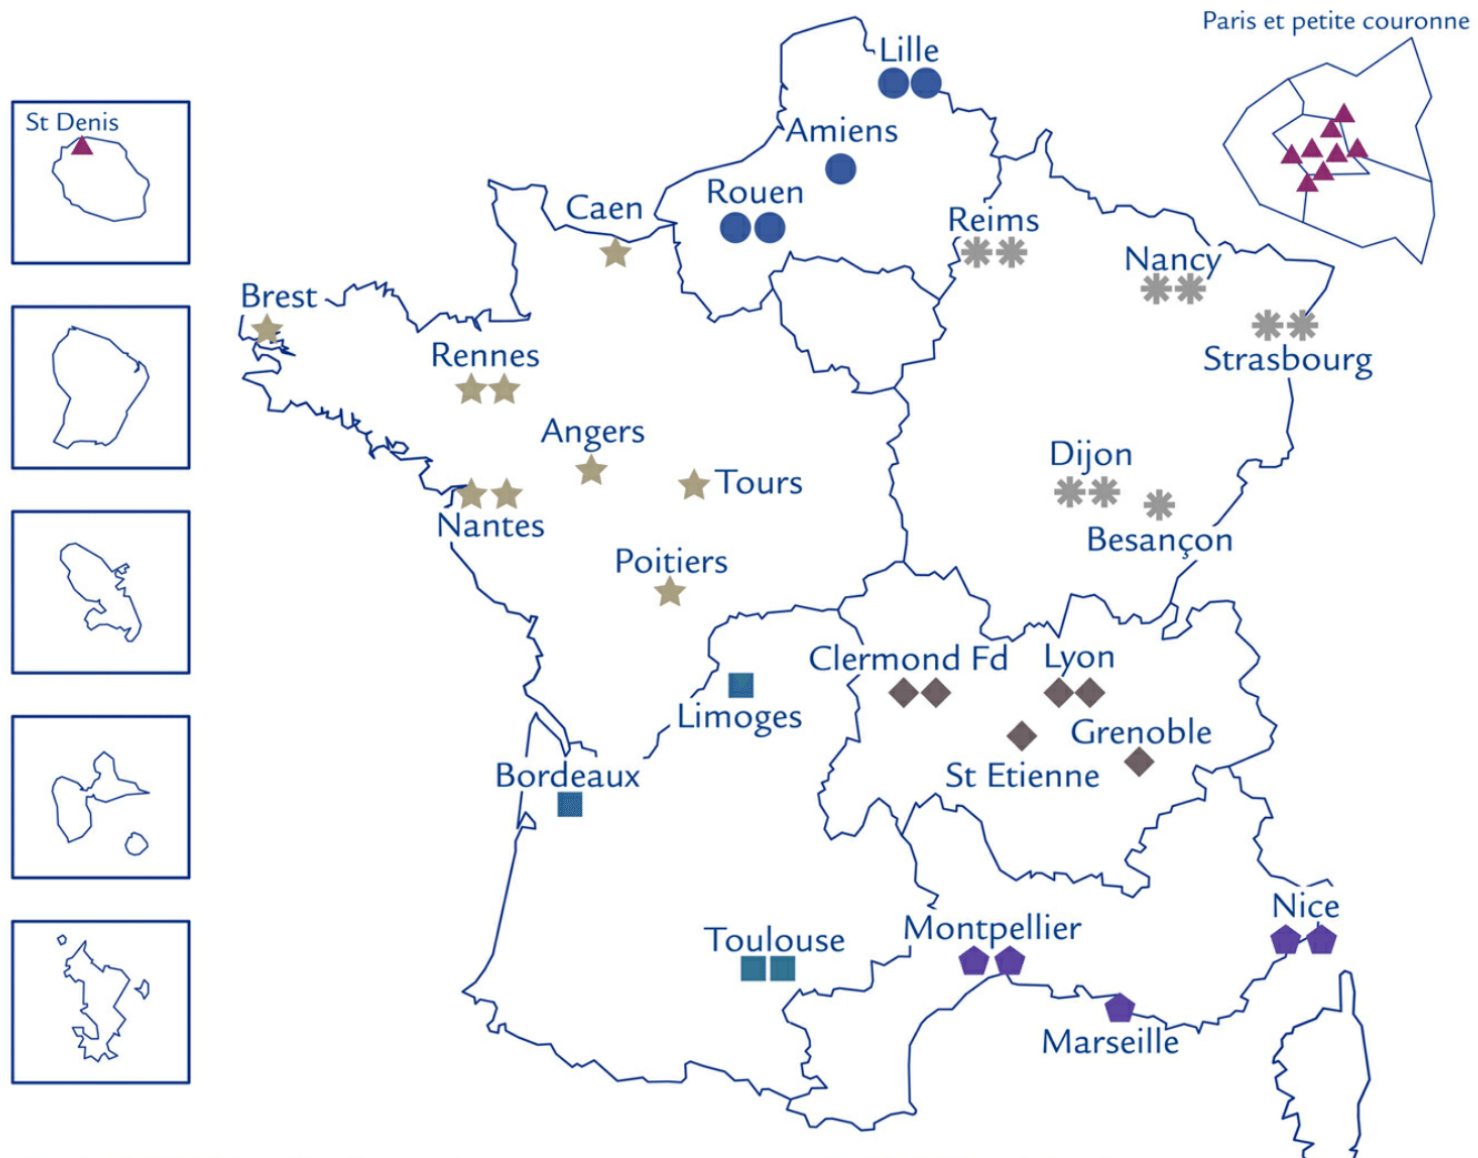 Paris et petite couronne
Lille
St Denis
Amiens
Rouen
Caen
Reims
Nancy
Brest
Rennes
Strasbourg
Angers
Dijon
Tours
Nantes
Besançon
Poitiers
Clermond Fd
Lyon
Limoges
Grenoble
Bordeaux
St Etienne
Nice
Montpellier
Toulouse
Marseille